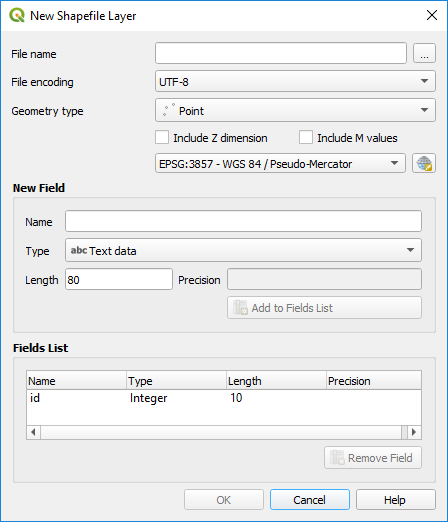 New Shapefile Layer
File name
...
File encoding UTF-8
Geometry type Point
Include Z dimension Include M values
EPSG:3857 - WGS 84 / Pseudo-Mercator
New Field
Name
Type abc Text data
Length 80 Precision
Add to Fields List
Fields List
Name Type Length Precision
id Integer 10
Remove Field
OK Cancel Help